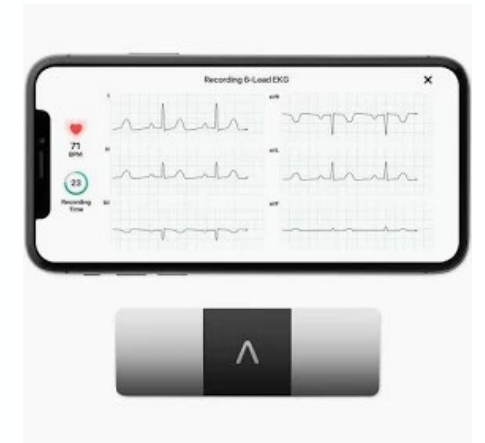 Recording 6-Lead EKG
I
aVR
71
BPM
II
aVL
23
Recording
Time
III
aVF